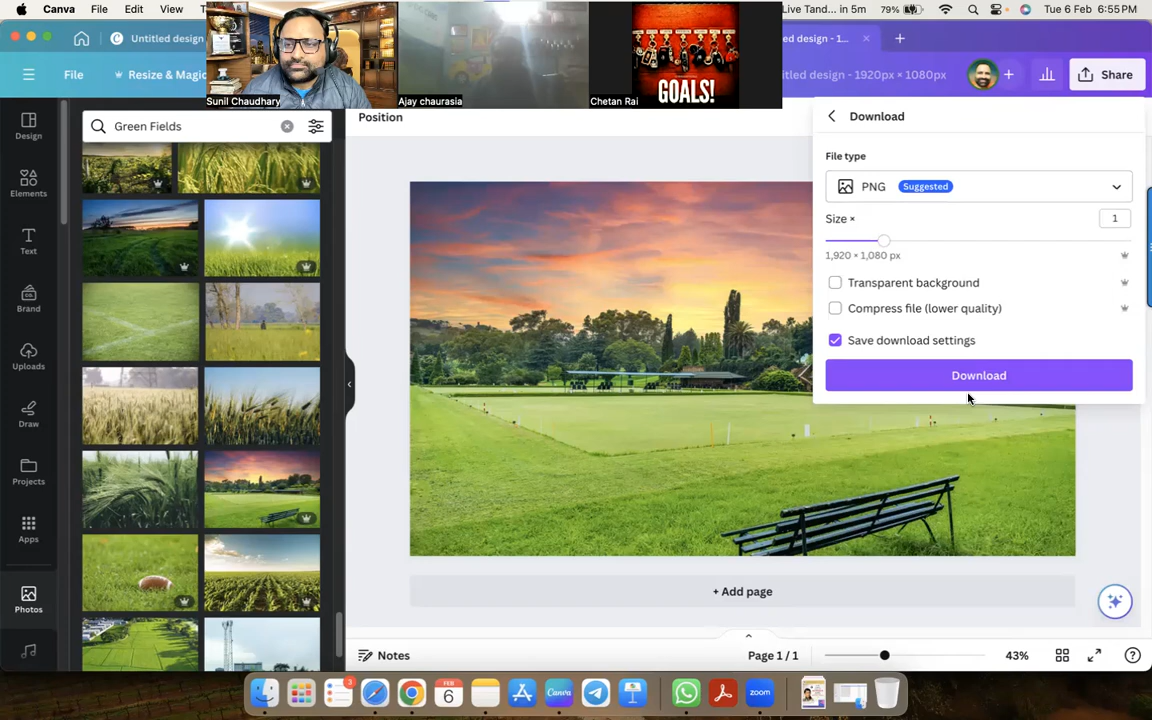 Canva File Edit View
Live Tand... in 5m 79% Tue 6 Feb 6:55 PM
Untitled design
ed design - 1...
File
Resize & Magic
titled design - 1920px × 1080px
Share
Sunil Chaudhary
Ajay chaurasia
GOALS!
Chetan Rai
Design
Elements
Text
Brand
Uploads
Draw
Projects
Apps
Photos
Green Fields
Position
Download
File type
PNG Suggested
Size ×
1
1,920 × 1,080 px
Transparent background
Compress file (lower quality)
Save download settings
Download
+ Add page
Notes
Page 1 / 1
43%
3
FEB
6
Canva
zoom